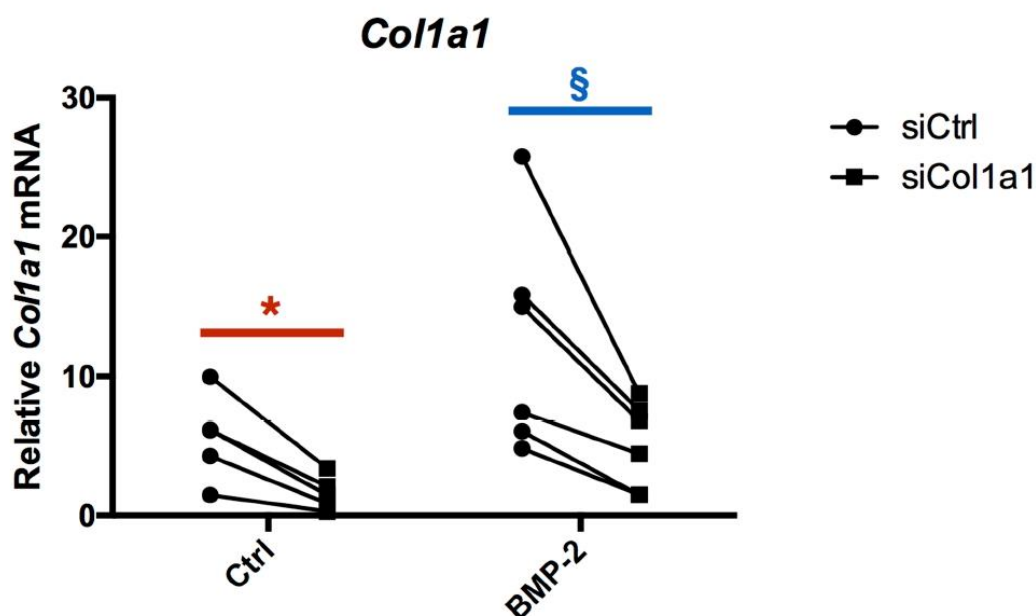 Col1a1
§
30
siCtrl
siCol1a1
20
*
10
0
Relative Col1a1 mRNA
Ctrl
BMP-2